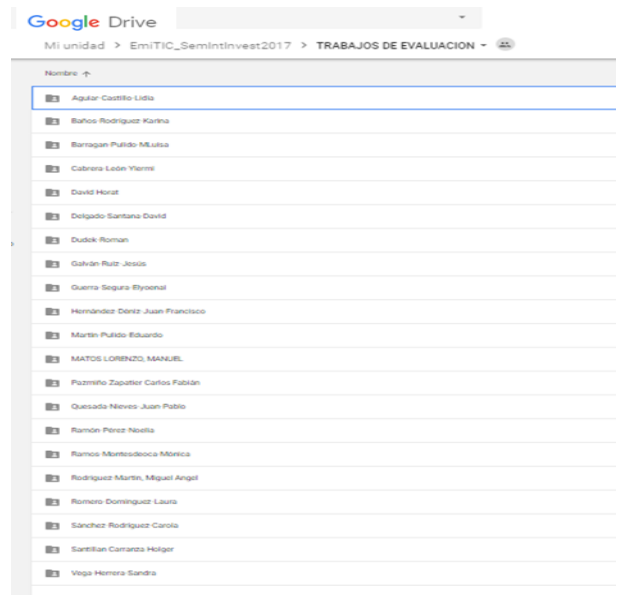 Google Drive
Mi unidad > EmiTIC_SemIntInvest2017 > TRABAJOS DE EVALUACION
Nombre ↑
Aguiar-Castillo-Lidia
Baños-Rodríguez-Karina
Barragan-Pulido-MLuisa
Cabrera-León-Ylermi
David Horat
Delgado-Santana-David
Dudek-Roman
Galván-Ruiz-Jesús
Guerra-Segura-Elyoenai
Hernández-Déniz-Juan-Francisco
Martín-Pulido-Eduardo
MATOS LORENZO, MANUEL
Pazmiño Zapatier Carlos Fabián
Quesada-Nieves-Juan-Pablo
Ramón-Pérez-Noelia
Ramos-Montesdeoca-Mónica
Rodríguez-Martín, Miguel Angel
Romero-Domínguez-Laura
Sánchez-Rodríguez-Carola
Santillan Carranza Holger
Vega-Herrera-Sandra